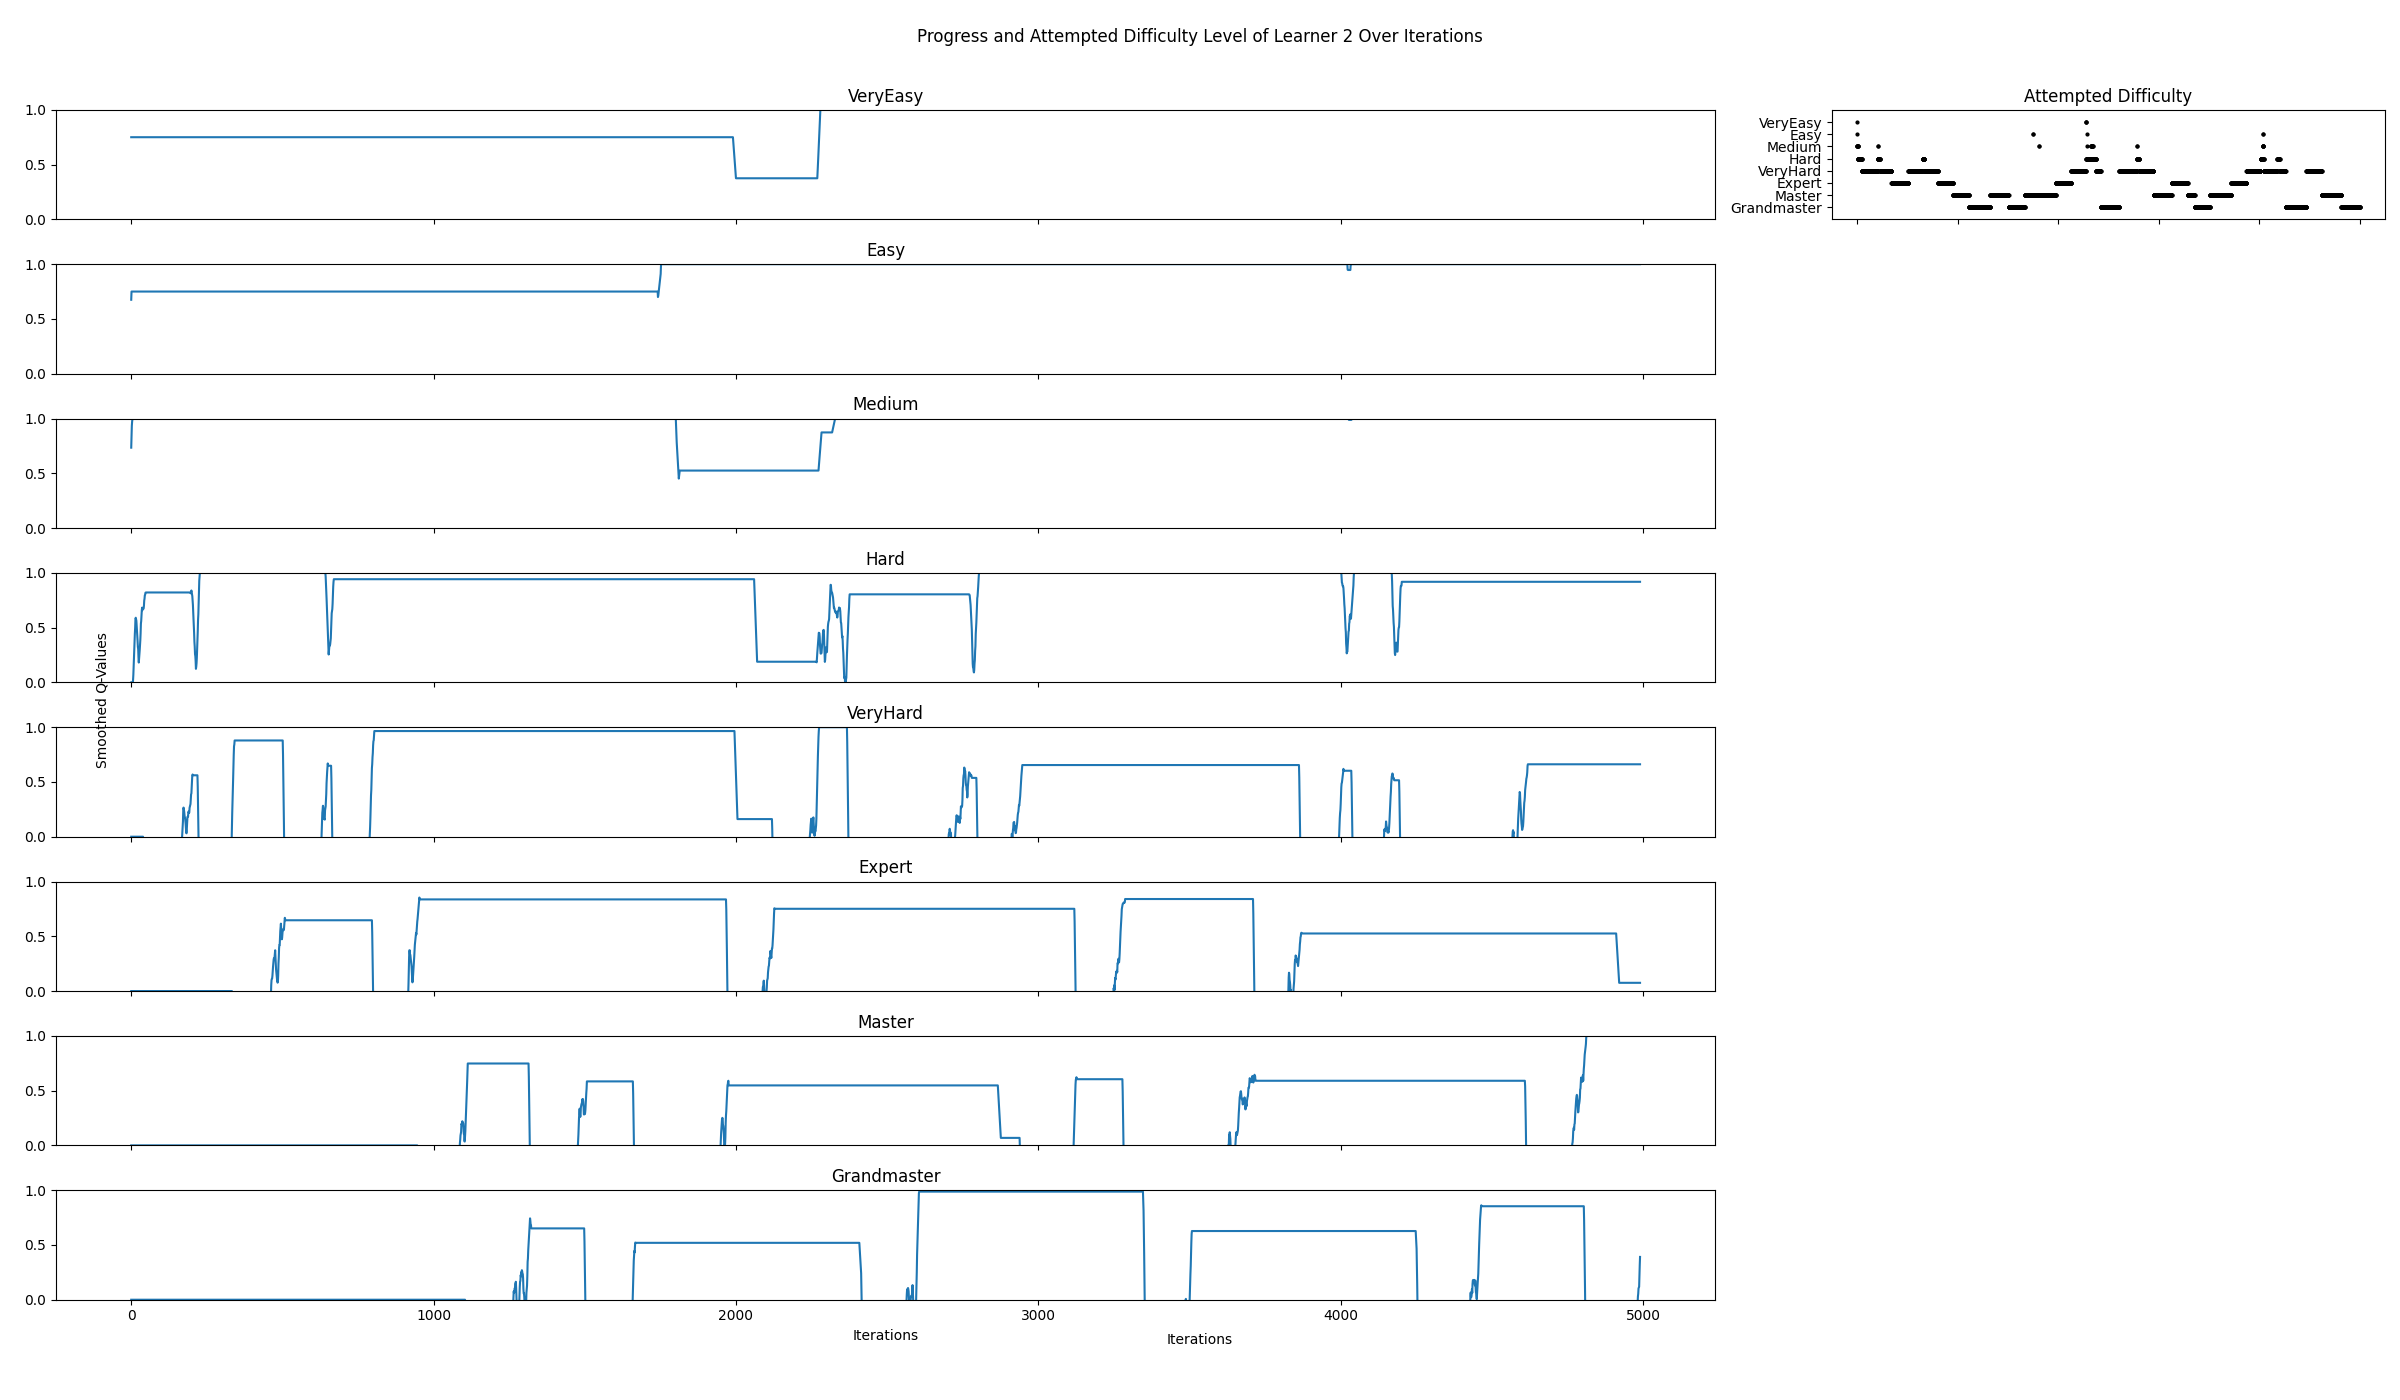 Progress and Attempted Difficulty Level of Learner 2 Over Iterations
VeryEasy
1.0
0.5
0.0
Attempted Difficulty
VeryEasy
Easy
Medium
Hard
VeryHard
Expert
Master
Grandmaster
Easy
1.0
0.5
0.0
Medium
1.0
0.5
0.0
Hard
1.0
0.5
0.0
Smoothed Q-Values
VeryHard
1.0
0.5
0.0
Expert
1.0
0.5
0.0
Master
1.0
0.5
0.0
Grandmaster
1.0
0.5
0.0
0 1000 2000 3000 4000 5000
Iterations
Iterations